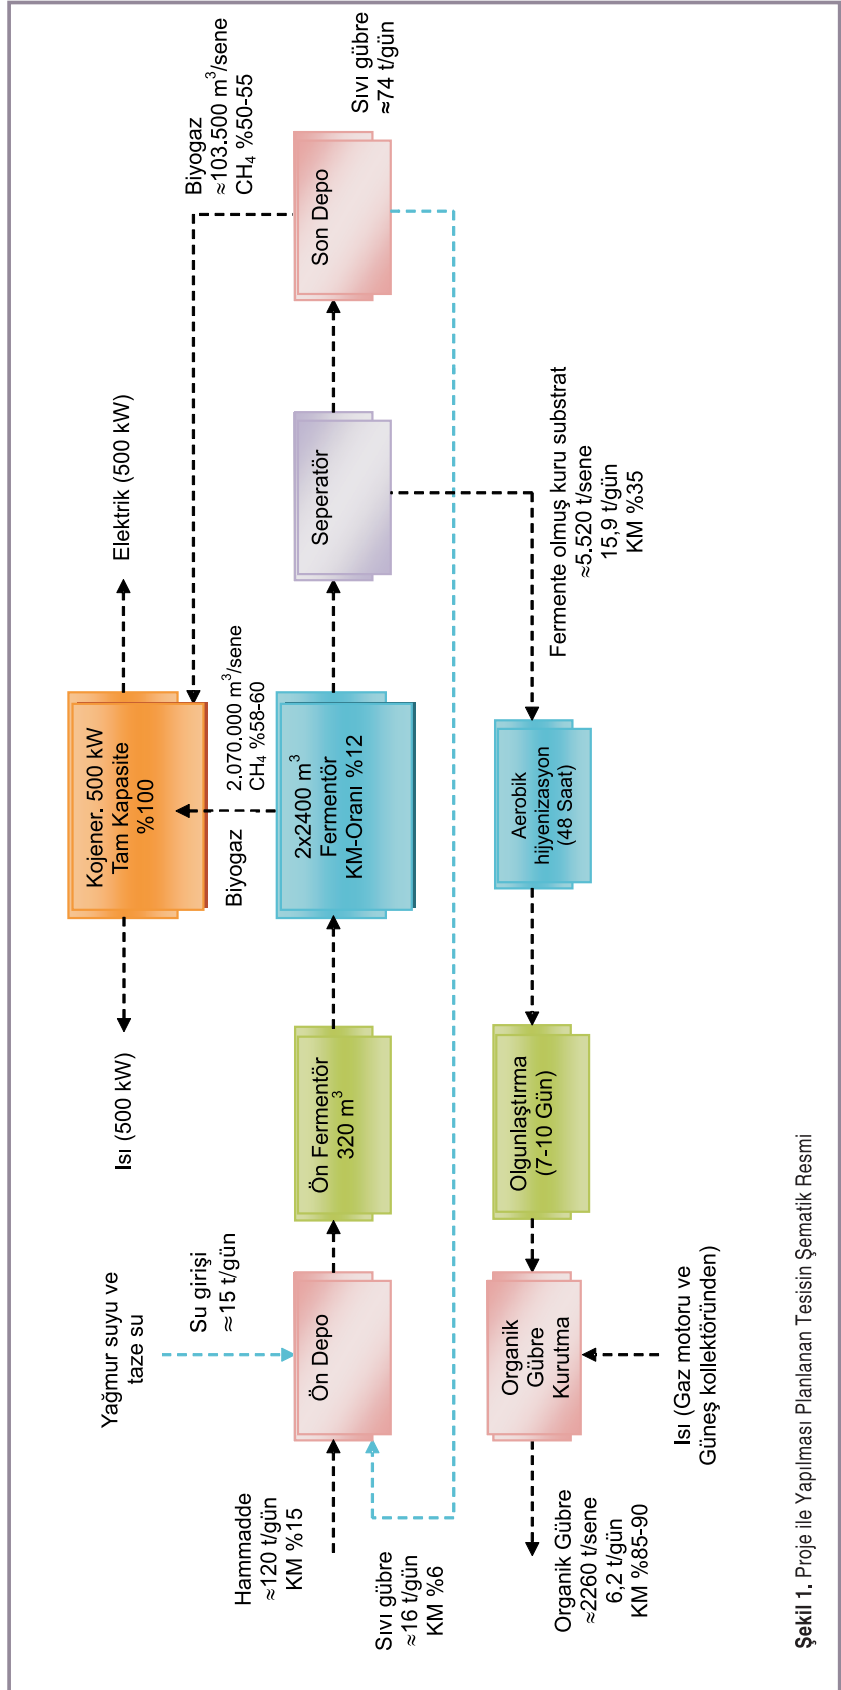 Yağmur suyu ve
taze su
Su girişi
≈15 t/gün
Isı (500 kW)
Kojener. 500 kW
Tam Kapasite
%100
Elektrik (500 kW)
Biyogaz
2.070.000 m³/sene
CH₄ %58-60
Biyogaz
≈103.500 m³/sene
CH₄ %50-55
Hammadde
≈120 t/gün
KM %15
Ön Depo
Ön Fermentör
320 m³
2x2400 m³
Fermentör
KM-Oranı %12
Seperatör
Son Depo
Sıvı gübre
≈74 t/gün
Sıvı gübre
≈16 t/gün
KM %6
Fermente olmuş kuru substrat
≈5.520 t/sene
15,9 t/gün
KM %35
Organik Gübre
≈2260 t/sene
6,2 t/gün
KM %85-90
Organik
Gübre
Kurutma
Olgunlaştırma
(7-10 Gün)
Aerobik
hijyenizasyon
(48 Saat)
Isı (Gaz motoru ve
Güneş kollektöründen)
Şekil 1. Proje ile Yapılması Planlanan Tesisin Şematik Resmi